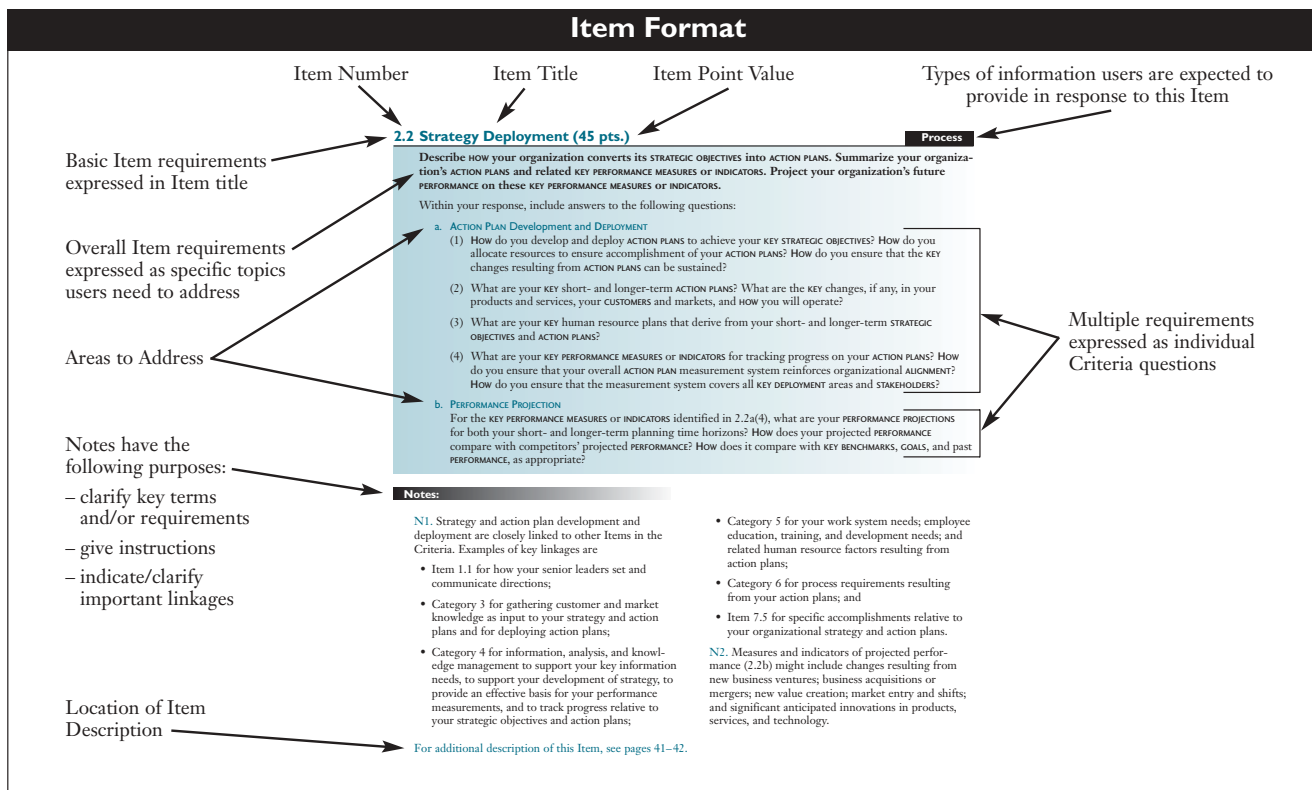 Item Format
Item Number
Item Title
Item Point Value
Types of information users are expected to
provide in response to this Item
2.2 Strategy Deployment (45 pts.)
Process
Basic Item requirements
expressed in Item title
Describe HOW your organization converts its STRATEGIC OBJECTIVES into ACTION PLANS. Summarize your organiza-
tion’s ACTION PLANS and related KEY PERFORMANCE MEASURES or INDICATORS. Project your organization’s future
PERFORMANCE on these KEY PERFORMANCE MEASURES or INDICATORS.
Within your response, include answers to the following questions:
Overall Item requirements
expressed as specific topics
users need to address
Areas to Address
a. ACTION PLAN Development and DEPLOYMENT
(1) HOW do you develop and deploy ACTION PLANS to achieve your KEY STRATEGIC OBJECTIVES? HOW do you
allocate resources to ensure accomplishment of your ACTION PLANS? HOW do you ensure that the KEY
changes resulting from ACTION PLANS can be sustained?
(2) What are your KEY short- and longer-term ACTION PLANS? What are the KEY changes, if any, in your
products and services, your CUSTOMERS and markets, and HOW you will operate?
(3) What are your KEY human resource plans that derive from your short- and longer-term STRATEGIC
OBJECTIVES and ACTION PLANS?
(4) What are your KEY PERFORMANCE MEASURES or INDICATORS for tracking progress on your ACTION PLANS? HOW
do you ensure that your overall ACTION PLAN measurement system reinforces organizational ALIGNMENT?
HOW do you ensure that the measurement system covers all KEY DEPLOYMENT areas and STAKEHOLDERS?
b. PERFORMANCE PROJECTION
For the KEY PERFORMANCE MEASURES or INDICATORS identified in 2.2a(4), what are your PERFORMANCE PROJECTIONS
for both your short- and longer-term planning time horizons? HOW does your projected PERFORMANCE
compare with competitors’ projected PERFORMANCE? HOW does it compare with KEY BENCHMARKS, GOALS, and past
PERFORMANCE, as appropriate?
Multiple requirements
expressed as individual
Criteria questions
Notes have the
following purposes:
– clarify key terms
and/or requirements
– give instructions
– indicate/clarify
important linkages
Notes:
N1. Strategy and action plan development and
deployment are closely linked to other Items in the
Criteria. Examples of key linkages are
• Item 1.1 for how your senior leaders set and
communicate directions;
• Category 3 for gathering customer and market
knowledge as input to your strategy and action
plans and for deploying action plans;
• Category 4 for information, analysis, and knowl-
edge management to support your key information
needs, to support your development of strategy, to
provide an effective basis for your performance
measurements, and to track progress relative to
your strategic objectives and action plans;
• Category 5 for your work system needs; employee
education, training, and development needs; and
related human resource factors resulting from
action plans;
• Category 6 for process requirements resulting
from your action plans; and
• Item 7.5 for specific accomplishments relative to
your organizational strategy and action plans.
N2. Measures and indicators of projected perfor-
mance (2.2b) might include changes resulting from
new business ventures; business acquisitions or
mergers; new value creation; market entry and shifts;
and significant anticipated innovations in products,
services, and technology.
Location of Item
Description
For additional description of this Item, see pages 41–42.